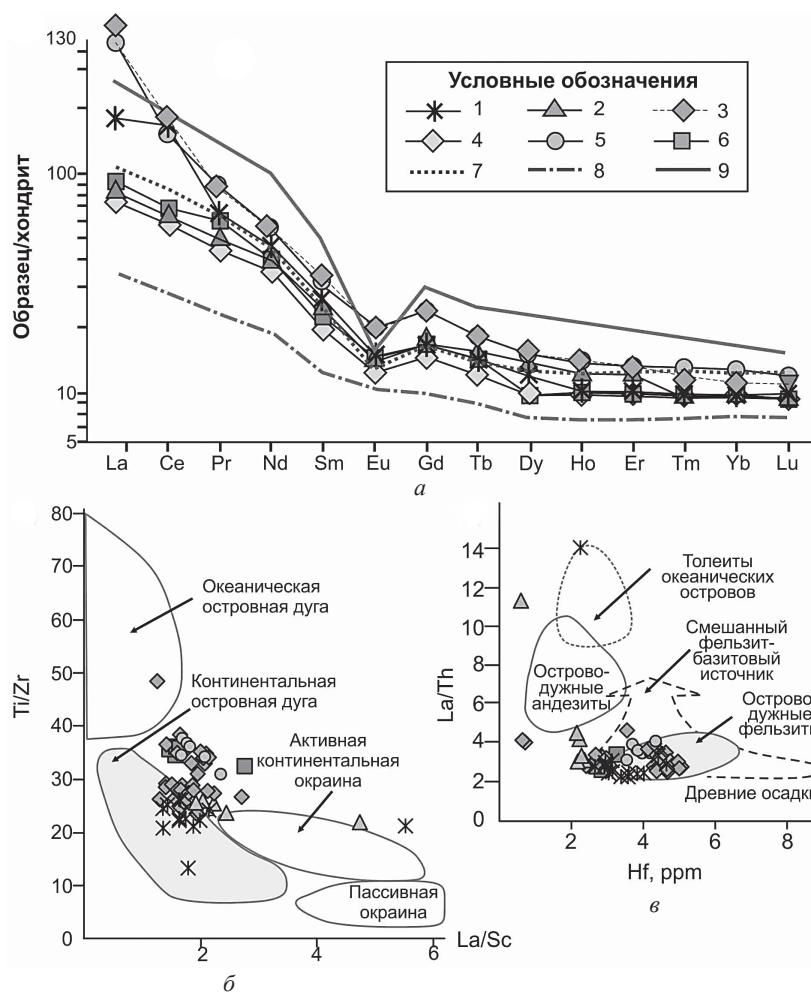 130
100
10
5
Образец/хондрит
Условные обозначения
1 2 3
4 5 6
7 8 9
La Ce Pr Nd Sm Eu Gd Tb Dy Ho Er Tm Yb Lu
а
80
70
60
50
40
30
20
10
0
Ti/Zr
Океаническая
островная дуга
Континентальная
островная дуга
Активная
континентальная
окраина
Пассивная
окраина
2 4 6
La/Sc
б
14
12
10
8
6
4
2
0
La/Th
Толеиты
океанических
островов
Смешанный
фельзит-
базитовый
источник
Острово-
дужные
андезиты
Острово
дужные
фельзит
Древние осадк
2 4 6 8
Hf, ppm
в